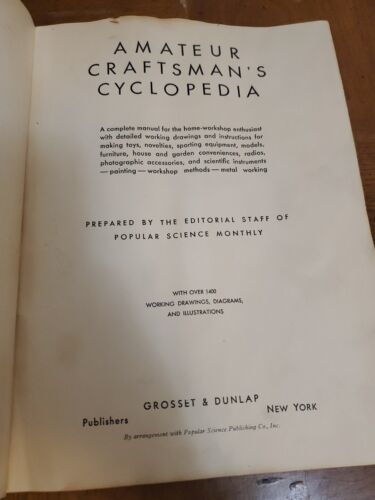 AMATEUR
CRAFTSMAN'S
CYCLOPEDIA
A complete manual for the home-workshop enthusiast
with detailed working drawings and instructions for
making toys, novelties, sporting equipment, models,
furniture, house and garden conveniences, radios,
photographic accessories, and scientific instruments
—painting—workshop methods—metal working
PREPARED BY THE EDITORIAL STAFF OF
POPULAR SCIENCE MONTHLY
WITH OVER 1400
WORKING DRAWINGS, DIAGRAMS,
AND ILLUSTRATIONS
GROSSET & DUNLAP
Publishers NEW YORK
By arrangement with Popular Science Publishing Co., Inc.